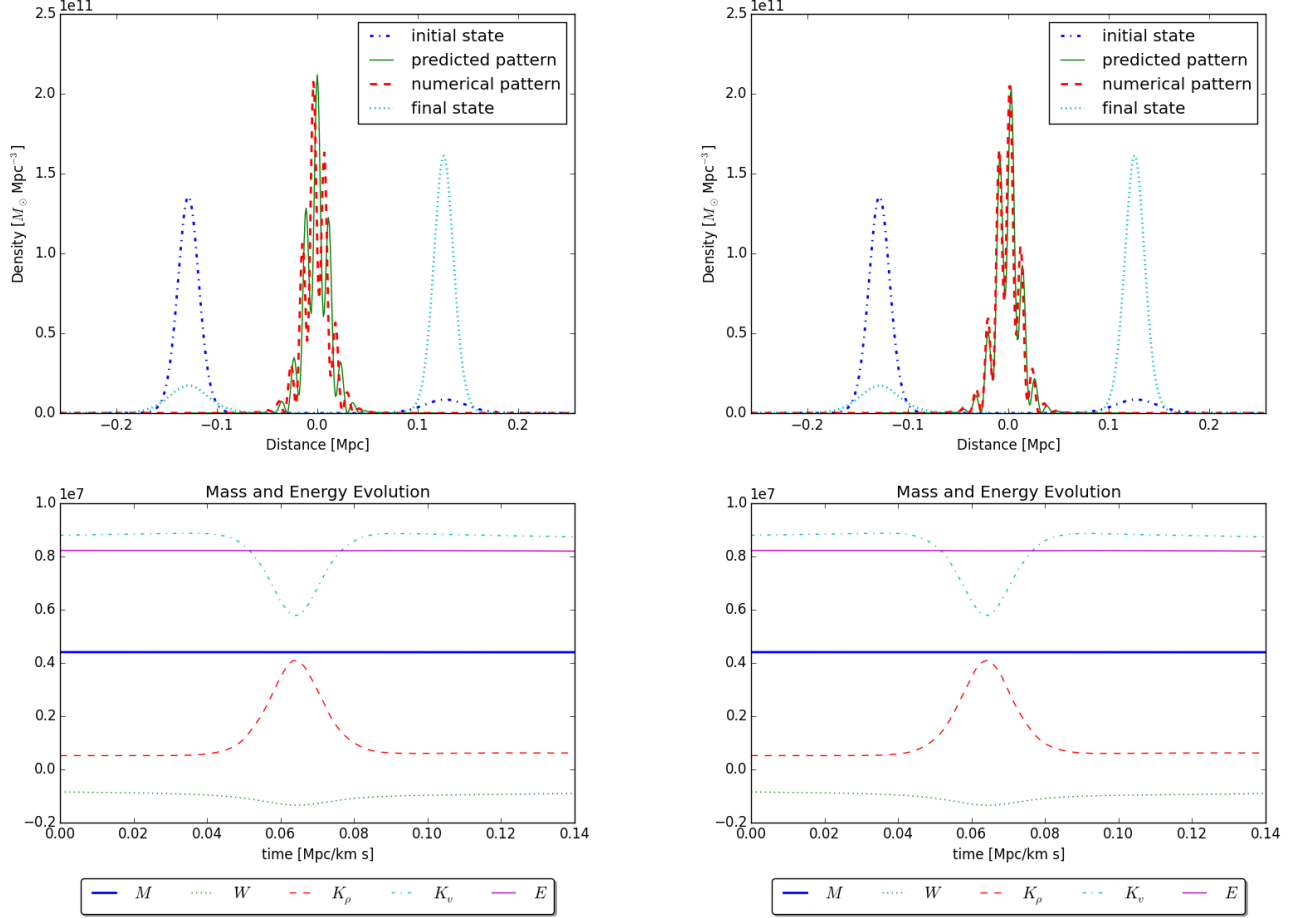 1e11
2.5
2.0
1.5
1.0
0.5
0.0
Density [M⊙ Mpc⁻³]
−0.2 −0.1 0.0 0.1 0.2
Distance [Mpc]
initial state
predicted pattern
numerical pattern
final state
1e11
2.5
2.0
1.5
1.0
0.5
0.0
Density [M⊙ Mpc⁻³]
−0.2 −0.1 0.0 0.1 0.2
Distance [Mpc]
initial state
predicted pattern
numerical pattern
final state
1e7
Mass and Energy Evolution
1.0
0.8
0.6
0.4
0.2
0.0
−0.2
0.00 0.02 0.04 0.06 0.08 0.10 0.12 0.14
time [Mpc/km s]
M W Kρ Kv E
1e7
Mass and Energy Evolution
1.0
0.8
0.6
0.4
0.2
0.0
−0.2
0.00 0.02 0.04 0.06 0.08 0.10 0.12 0.14
time [Mpc/km s]
M W Kρ Kv E